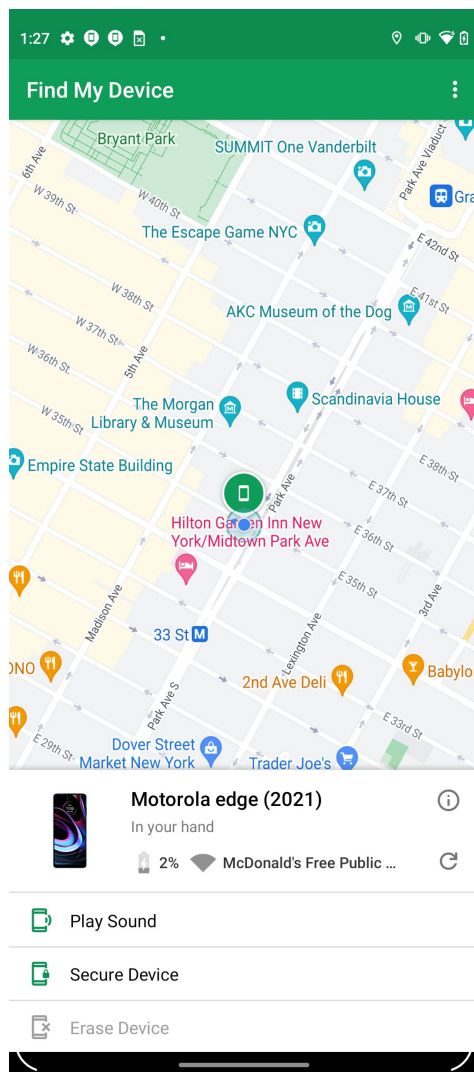 1:27
Find My Device
Bryant Park
SUMMIT One Vanderbilt
6th Ave
Park Ave Viaduct
W 40th St
W 39th St
Gra
The Escape Game NYC
E 42nd St
W 38th St
E 41st St
AKC Museum of the Dog
W 37th St
5th Ave
W 36th St
The Morgan
Library & Museum
Scandinavia House
W 35th St
Empire State Building
E 38th St
Park Ave
E 37th St
Hilton Garden Inn New
York/Midtown Park Ave
E 36th St
E 35th St
Madison Ave
3rd Ave
33 St M
Lexington Ave
ONO
2nd Ave Deli
Babylo
Park Ave S
E 33rd St
E 29th St
Dover Street
Market New York
Trader Joe's
Motorola edge (2021)
In your hand
2% McDonald's Free Public ...
Play Sound
Secure Device
Erase Device